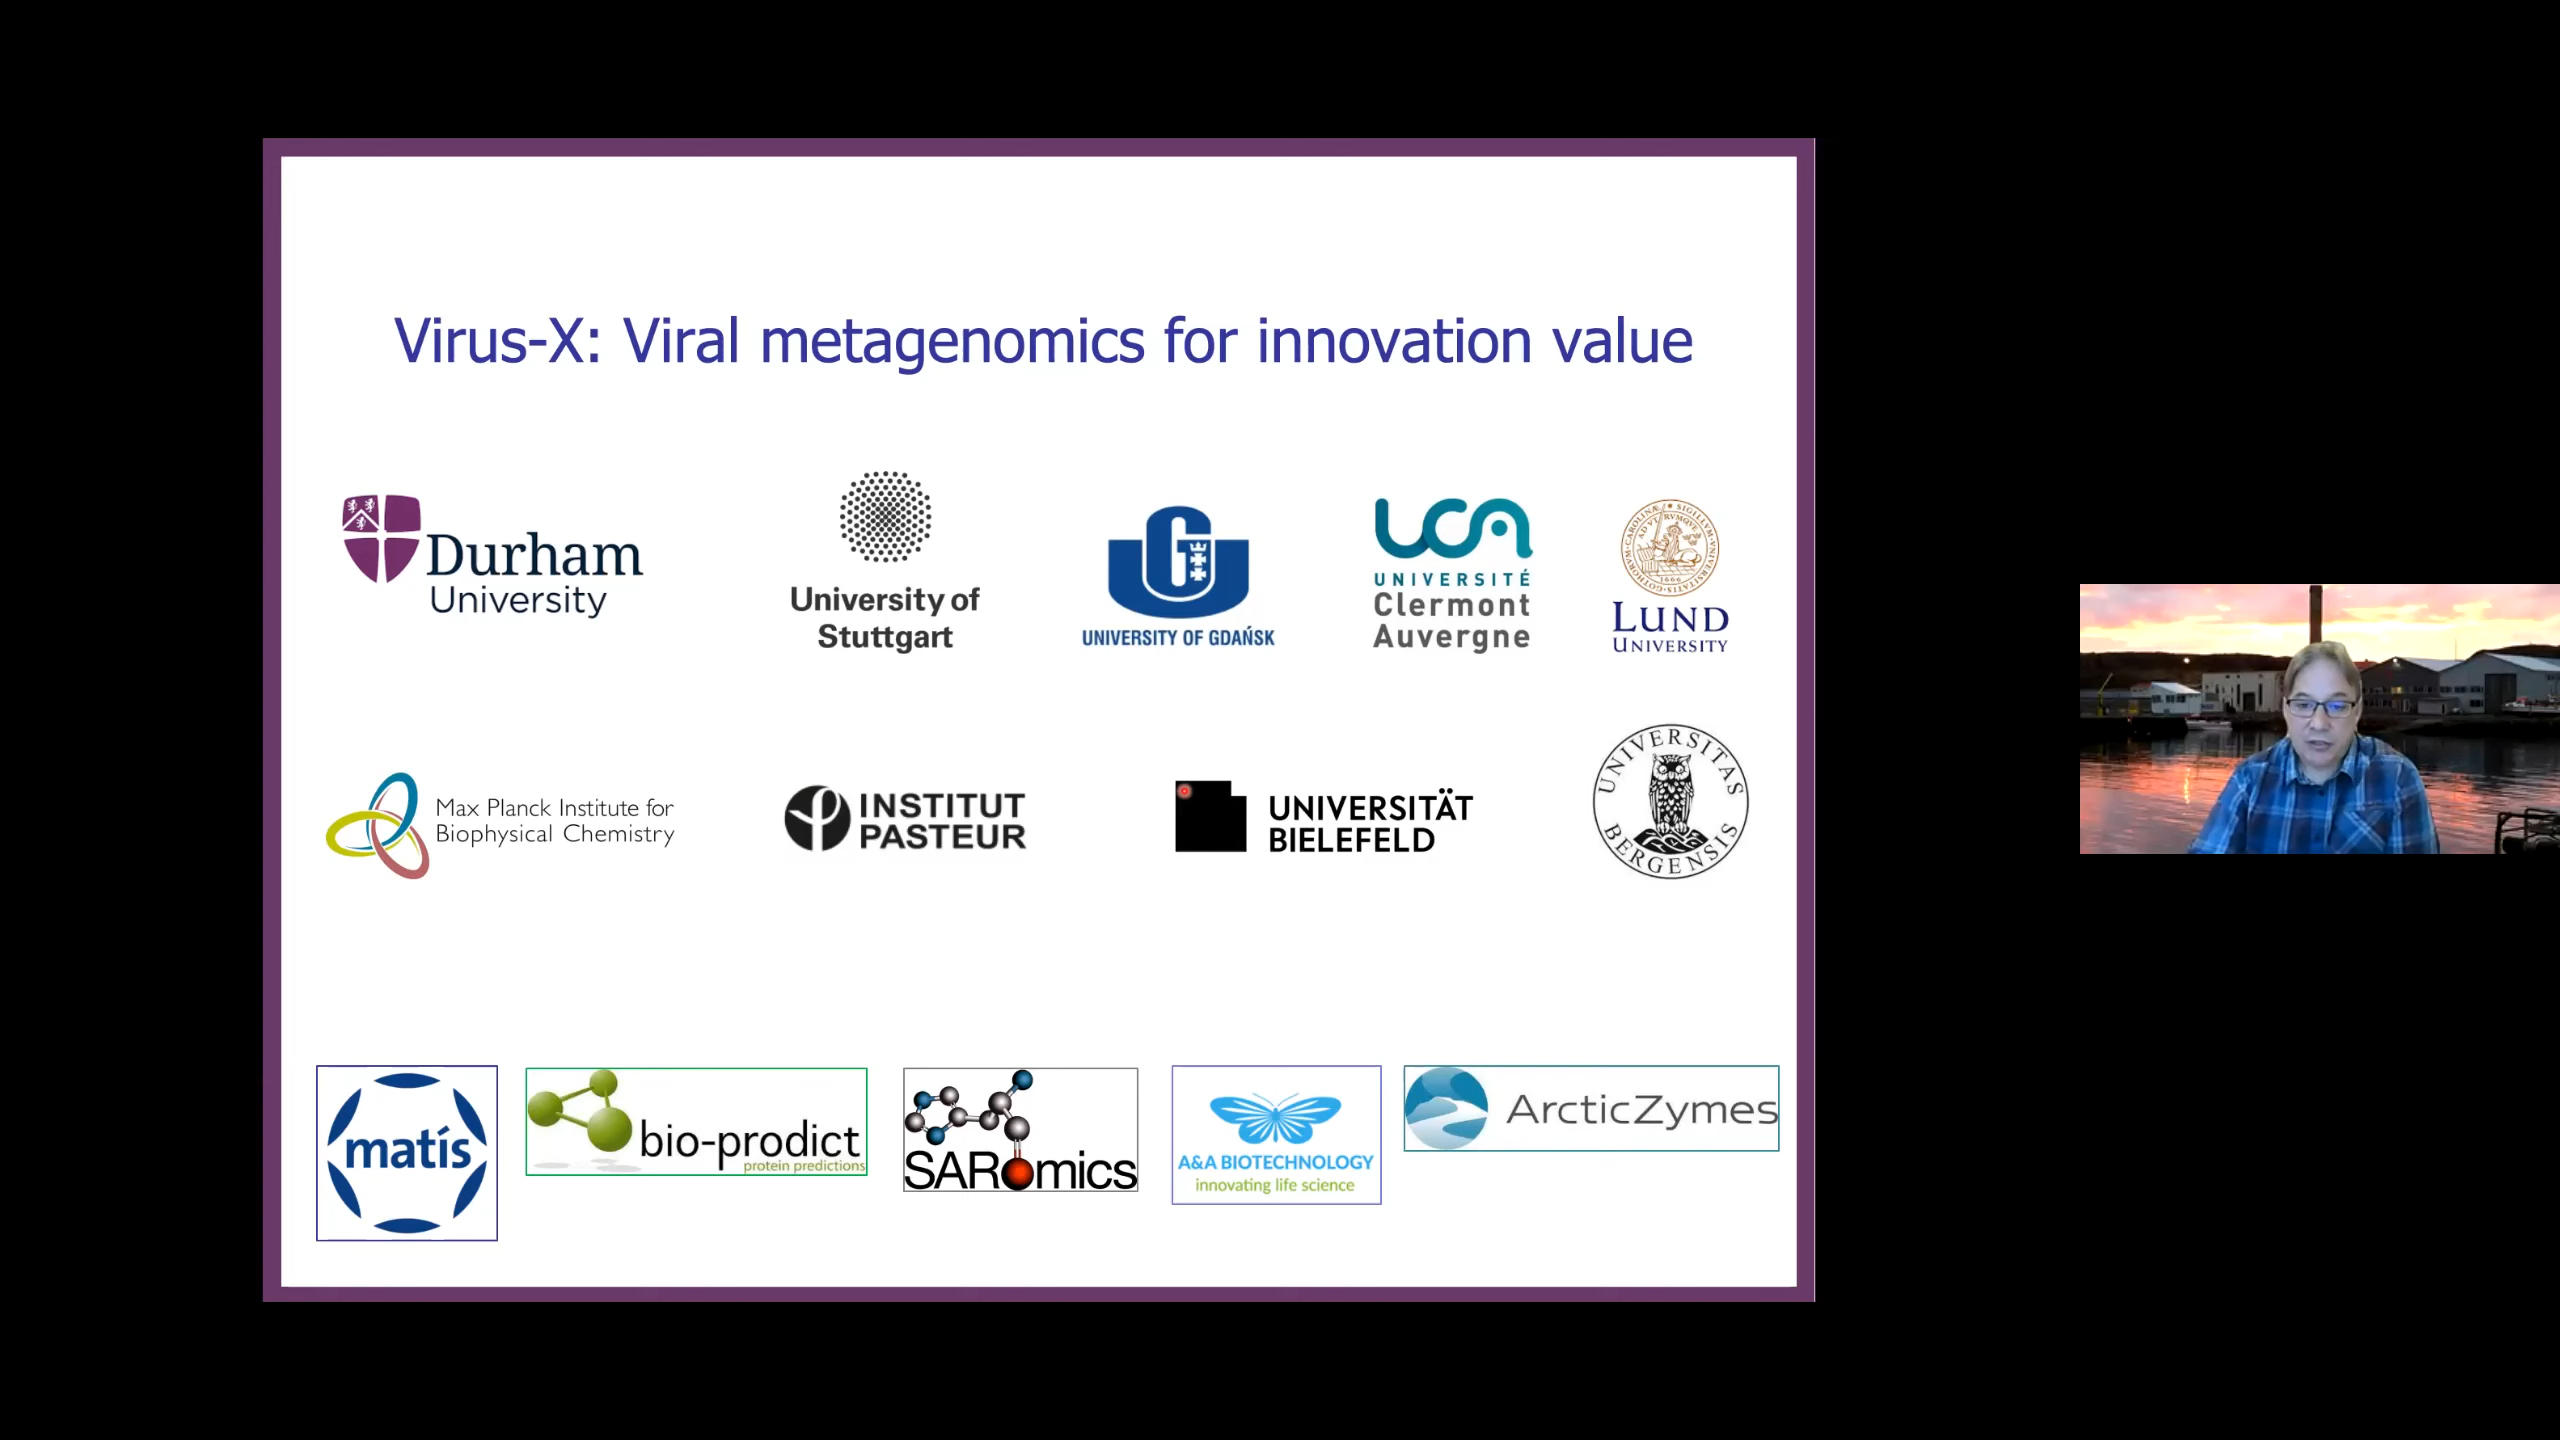 Virus-X: Viral metagenomics for innovation value
Durham
University
University of
Stuttgart
UNIVERSITY OF GDAŃSK
UCA
UNIVERSITÉ
Clermont
Auvergne
1666
LUND
UNIVERSITY
Max Planck Institute for
Biophysical Chemistry
INSTITUT
PASTEUR
UNIVERSITÄT
BIELEFELD
UNIVERSITAS
BERGENSIS
matís
bio-prodict
protein predictions
SARomics
A&A BIOTECHNOLOGY
innovating life science
ArcticZymes